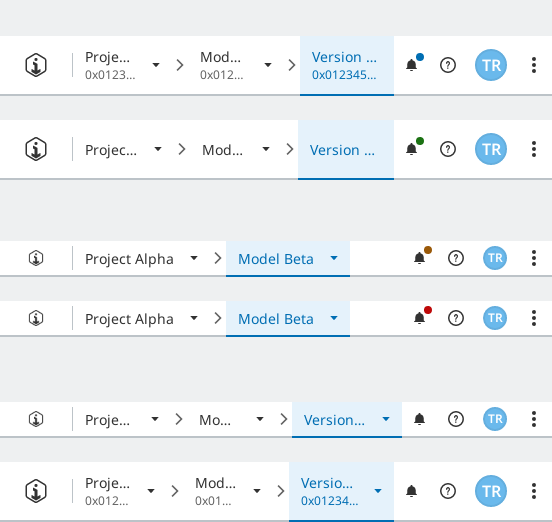 Proje... Mod... Version ...
0x0123... 0x012... 0x012345... TR
Projec... Mod... Version ... TR
Project Alpha Model Beta TR
Project Alpha Model Beta TR
Proje... Mo... Version... TR
Proje... Mod... Versio...
0x012... 0x01... 0x01234... TR